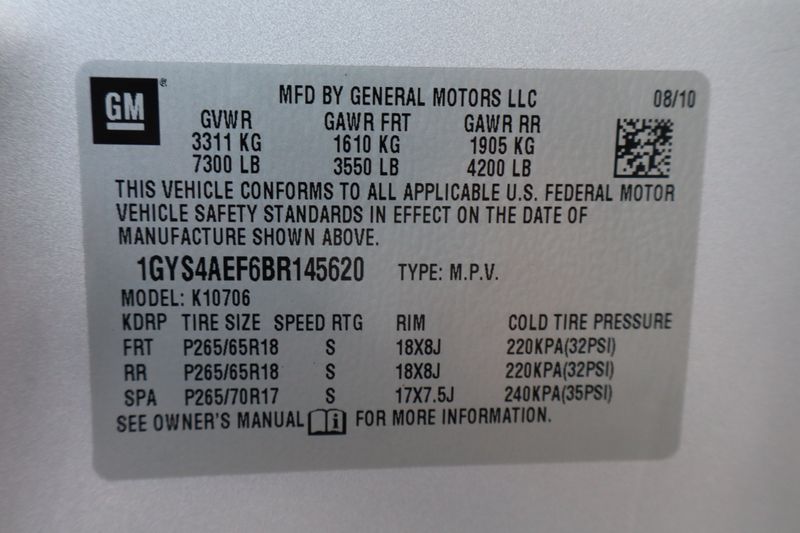 GM ®
MFD BY GENERAL MOTORS LLC 08/10
GVWR GAWR FRT GAWR RR
3311 KG 1610 KG 1905 KG
7300 LB 3550 LB 4200 LB
THIS VEHICLE CONFORMS TO ALL APPLICABLE U.S. FEDERAL MOTOR
VEHICLE SAFETY STANDARDS IN EFFECT ON THE DATE OF
MANUFACTURE SHOWN ABOVE.
1GYS4AEF6BR145620 TYPE: M.P.V.
MODEL: K10706
KDRP TIRE SIZE SPEED RTG RIM COLD TIRE PRESSURE
FRT P265/65R18 S 18X8J 220KPA(32PSI)
RR P265/65R18 S 18X8J 220KPA(32PSI)
SPA P265/70R17 S 17X7.5J 240KPA(35PSI)
SEE OWNER'S MANUAL i FOR MORE INFORMATION.